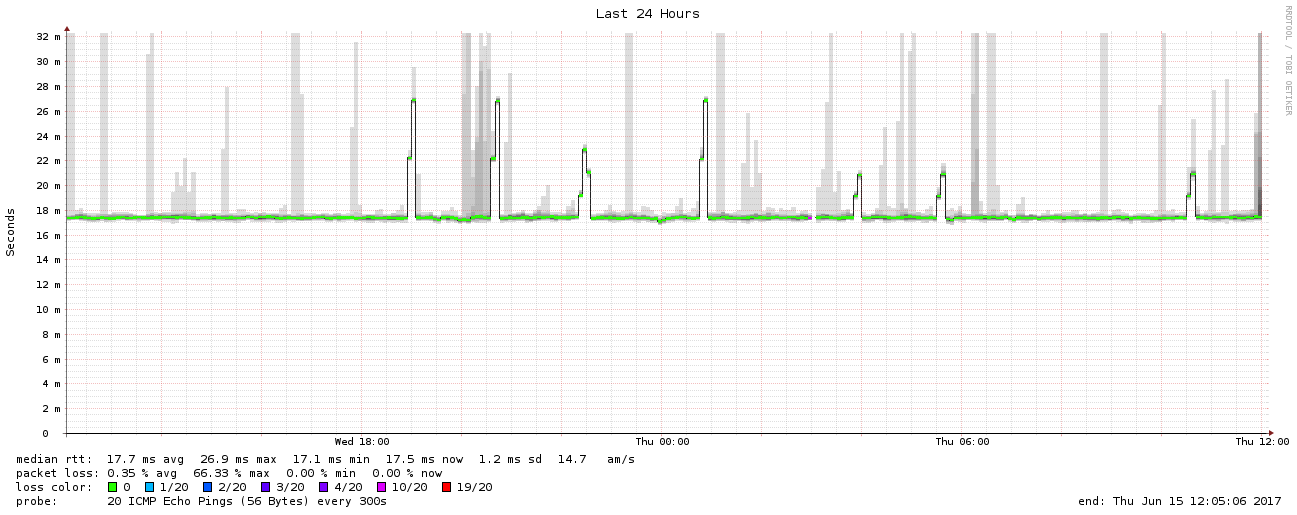 Last 24 Hours
RRDTOOL / TOBI OETIKER
Seconds
32 m
30 m
28 m
26 m
24 m
22 m
20 m
18 m
16 m
14 m
12 m
10 m
8 m
6 m
4 m
2 m
0
Wed 18:00 Thu 00:00 Thu 06:00 Thu 12:00
median rtt: 17.7 ms avg 26.9 ms max 17.1 ms min 17.5 ms now 1.2 ms sd 14.7 am/s
packet loss: 0.35 % avg 66.33 % max 0.00 % min 0.00 % now
loss color: 0 1/20 2/20 3/20 4/20 10/20 19/20
probe: 20 ICMP Echo Pings (56 Bytes) every 300s end: Thu Jun 15 12:05:06 2017